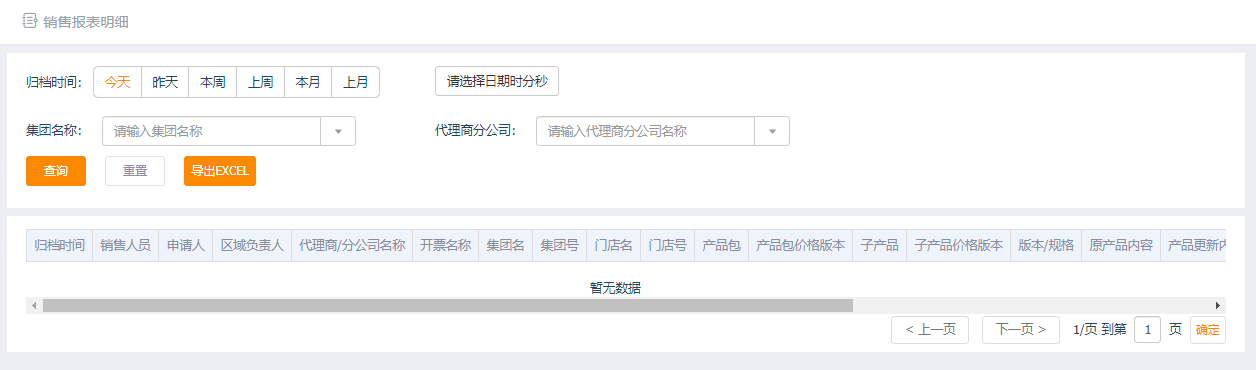 销售报表明细
归档时间： 今天 昨天 本周 上周 本月 上月 请选择日期时分秒
集团名称： 请输入集团名称 代理商分公司： 请输入代理商分公司名称
查询 重置 导出EXCEL
归档时间 销售人员 申请人 区域负责人 代理商/分公司名称 开票名称 集团名 集团号 门店名 门店号 产品包 产品包价格版本 子产品 子产品价格版本 版本/规格 原产品内容 产品更新内
暂无数据
< 上一页 下一页 > 1/页 到第 1 页 确定